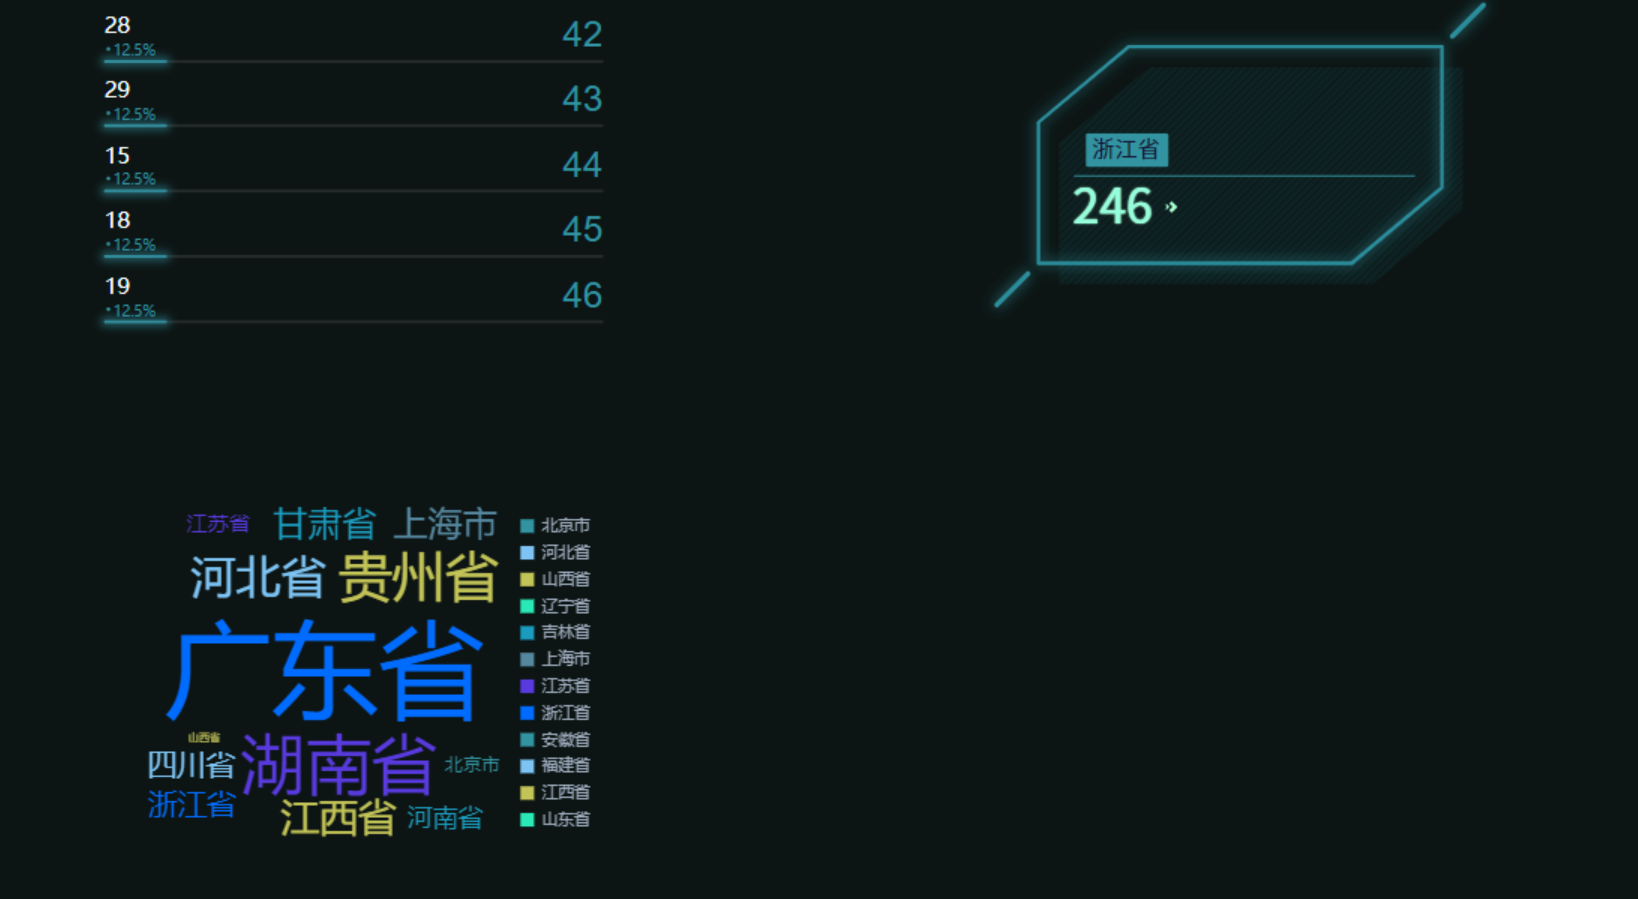 28
42
•12.5%
29
43
•12.5%
15
44
•12.5%
18
45
•12.5%
19
46
•12.5%
浙江省
246
江苏省 甘肃省 上海市
河北省 贵州省
广东省
山西省
四川省 湖南省 北京市
浙江省 江西省 河南省
北京市
河北省
山西省
辽宁省
吉林省
上海市
江苏省
浙江省
安徽省
福建省
江西省
山东省